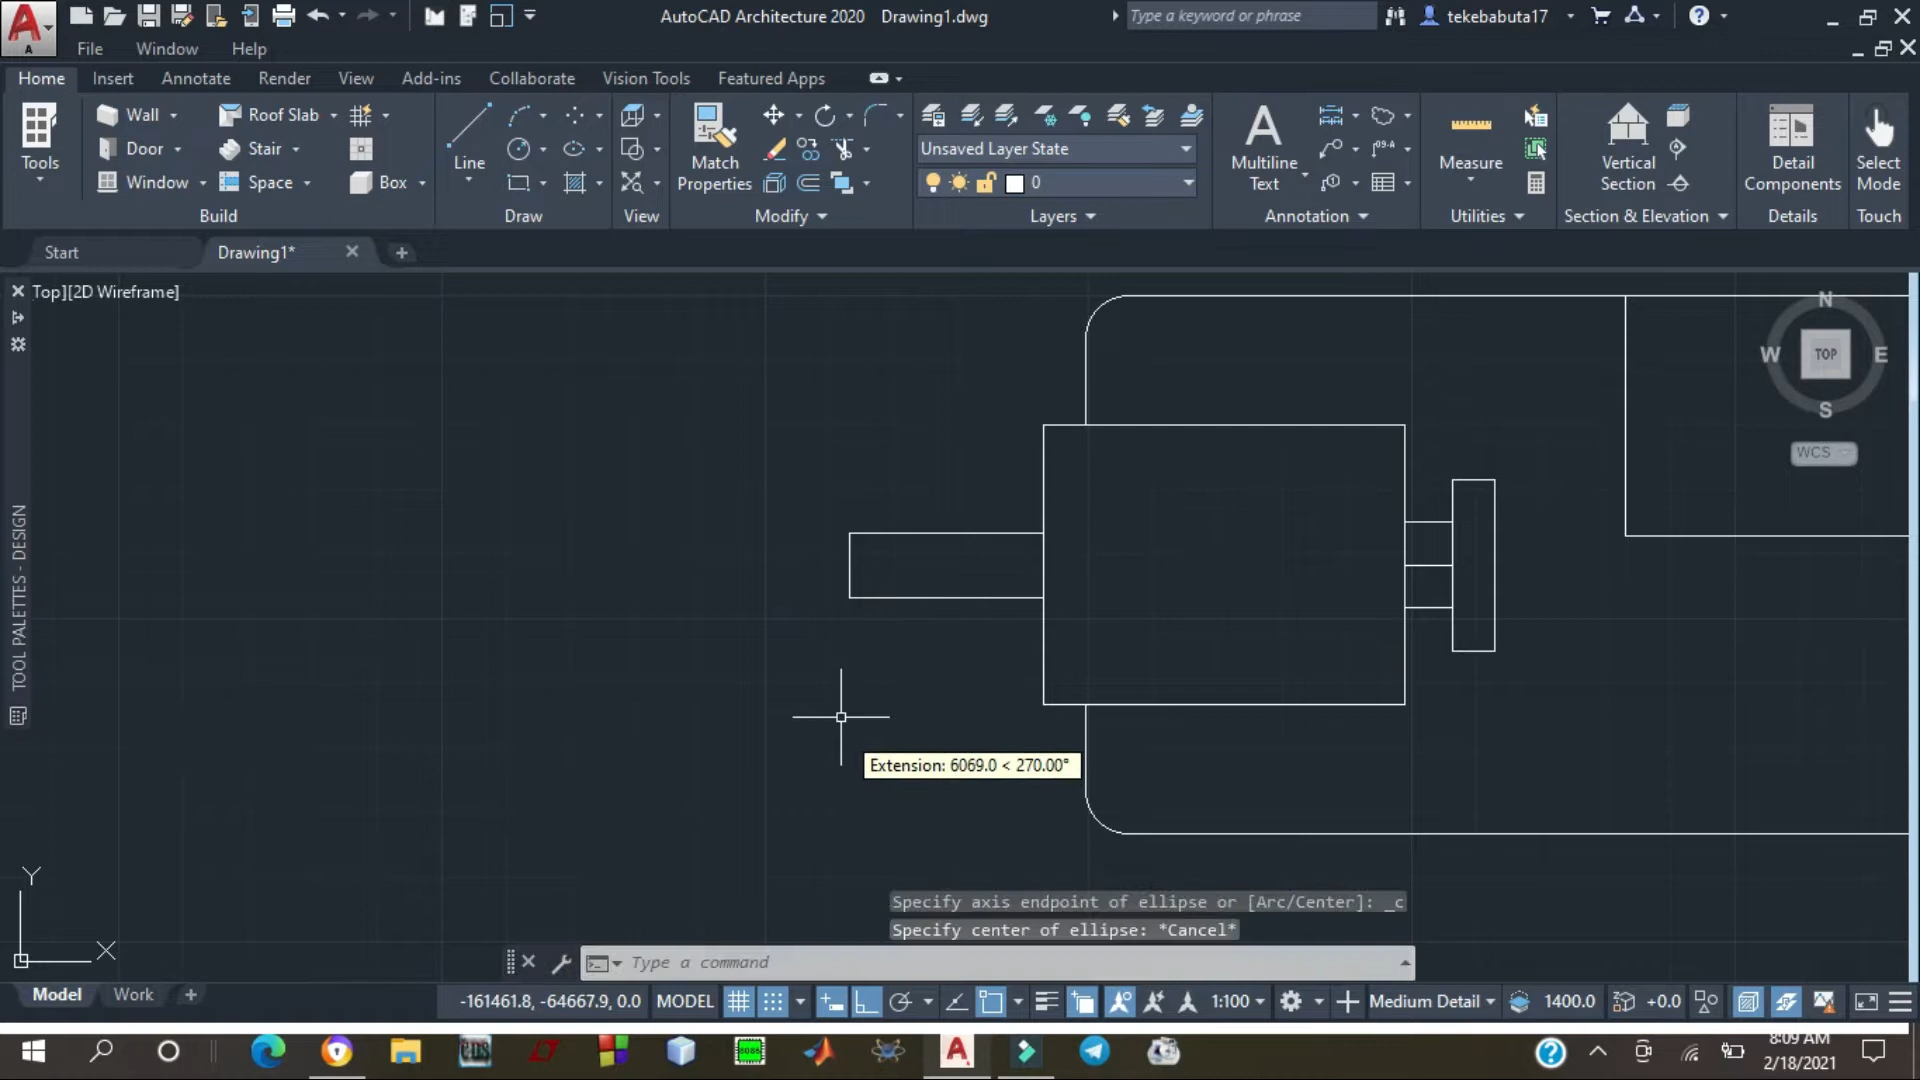 AutoCAD Architecture 2020 Drawing1.dwg
Type a keyword or phrase
tekebabuta17
File Window Help
Home Insert Annotate Render View Add-ins Collaborate Vision Tools Featured Apps
Tools
Wall
Door
Window
Roof Slab
Stair
Space
Box
Build
Line
Draw
View
Match
Properties
Modify
Unsaved Layer State
0
Layers
Multiline
Text
Annotation
Measure
Utilities
Vertical
Section
Section & Elevation
Detail
Components
Details
Select
Mode
Touch
Start
Drawing1*
Top][2D Wireframe]
N
W
TOP
E
S
WCS
TOOL PALETTES - DESIGN
Extension: 6069.0 < 270.00°
Y
X
Specify axis endpoint of ellipse or [Arc/Center]: _c
Specify center of ellipse: *Cancel*
Type a command
Model Work
-161461.8, -64667.9, 0.0 MODEL
1:100
Medium Detail
1400.0
+0.0
8:09 AM
2/18/2021